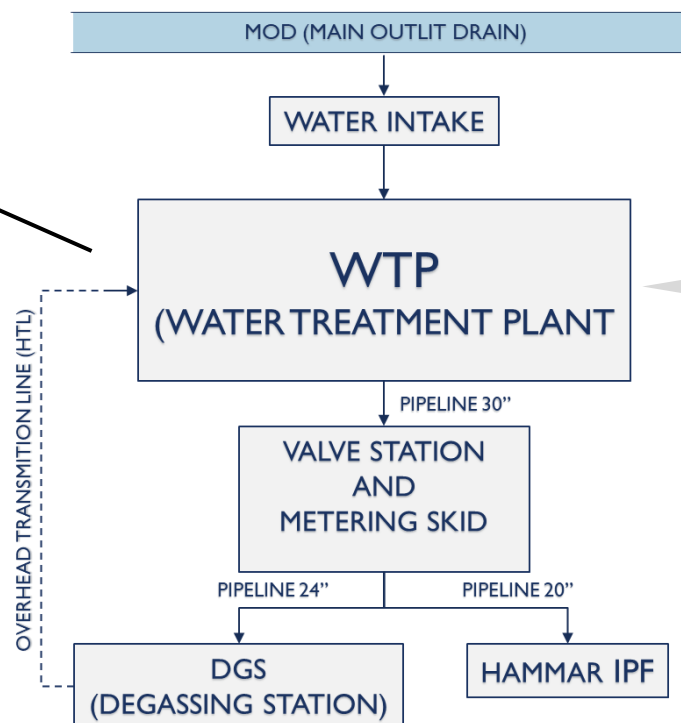 MOD (MAIN OUTLIT DRAIN)
WATER INTAKE
WTP
(WATER TREATMENT PLANT
OVERHEAD TRANSMITION LINE (HTL)
PIPELINE 30”
VALVE STATION
AND
METERING SKID
PIPELINE 24”
PIPELINE 20”
DGS
(DEGASSING STATION)
HAMMAR IPF